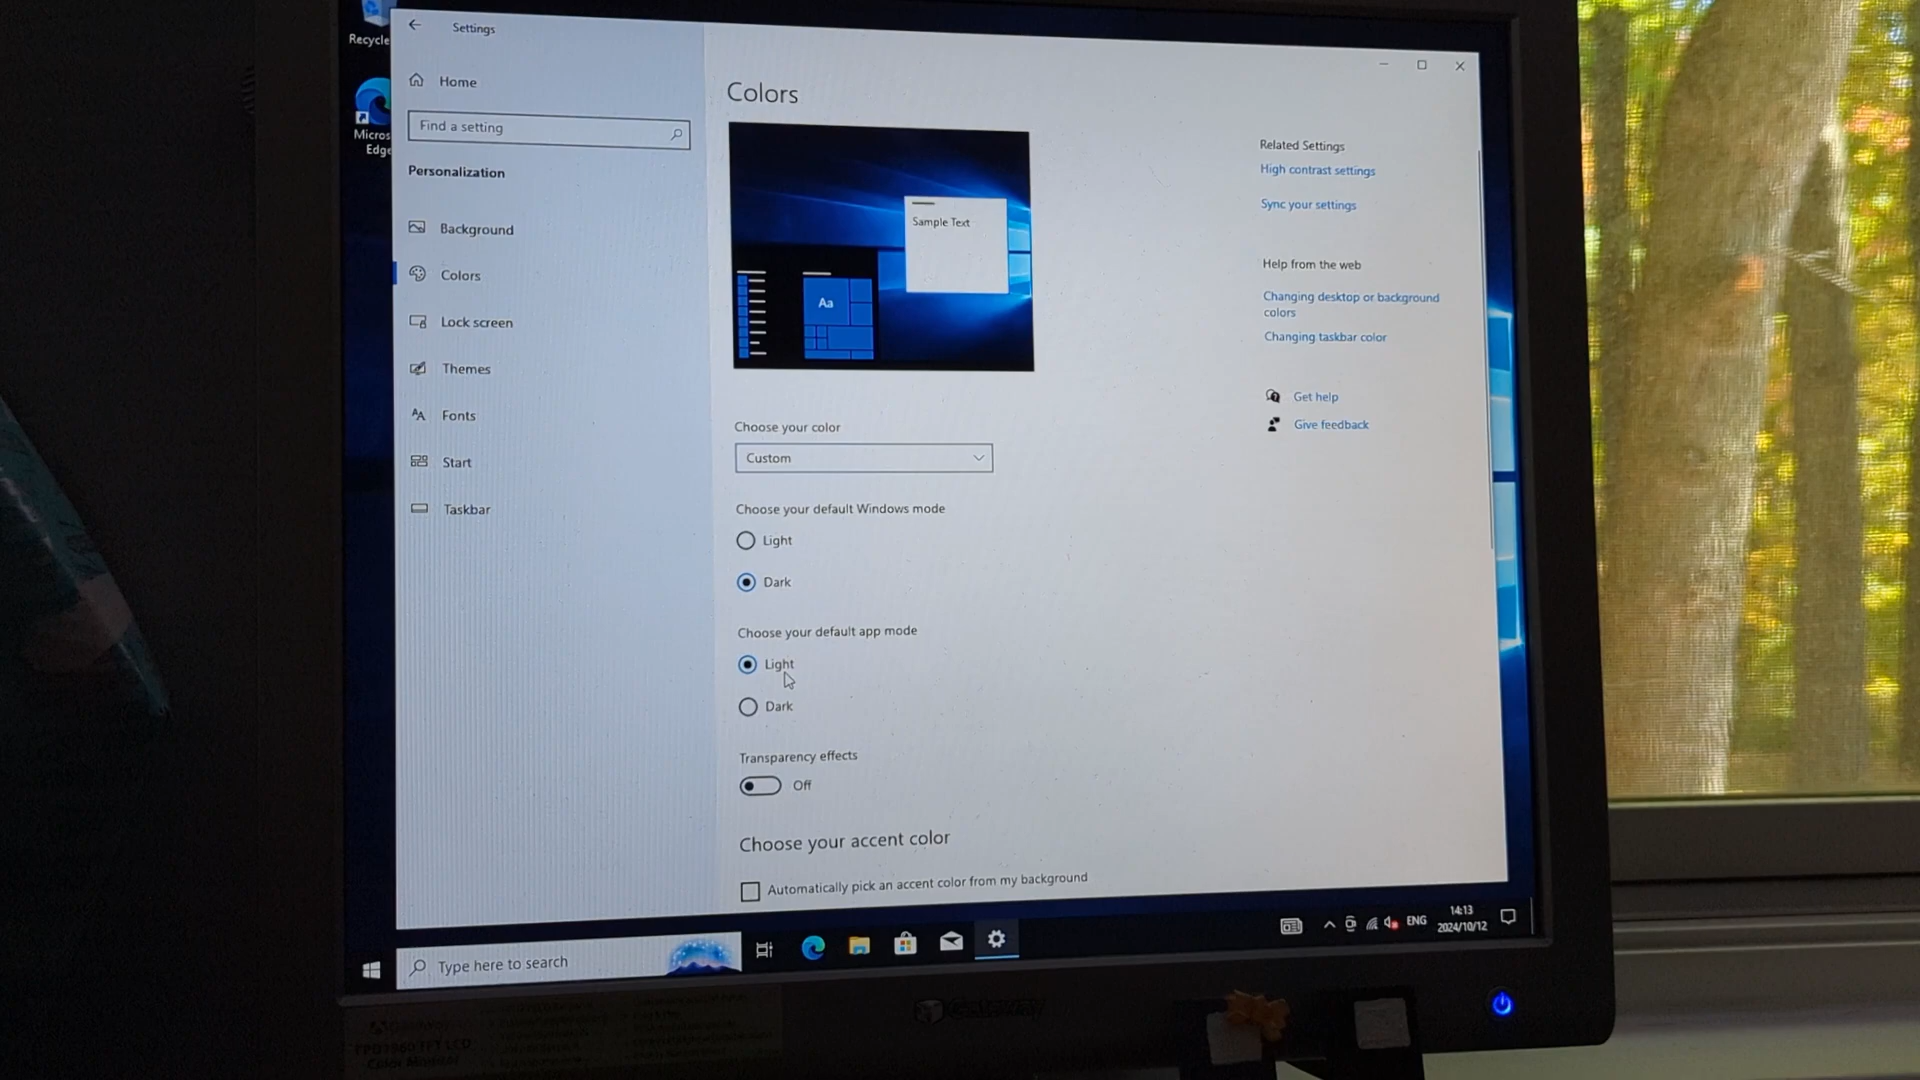 Recycle
Micros
Edge
Settings
Home
Find a setting
Personalization
Background
Colors
Lock screen
Themes
Fonts
Start
Taskbar
Colors
Sample Text
Aa
Choose your color
Custom
Choose your default Windows mode
Light
Dark
Choose your default app mode
Light
Dark
Transparency effects
Off
Choose your accent color
Automatically pick an accent color from my background
Related Settings
High contrast settings
Sync your settings
Help from the web
Changing desktop or background
colors
Changing taskbar color
Get help
Give feedback
Type here to search
ENG
14:13
2024/10/12
Color Monitor